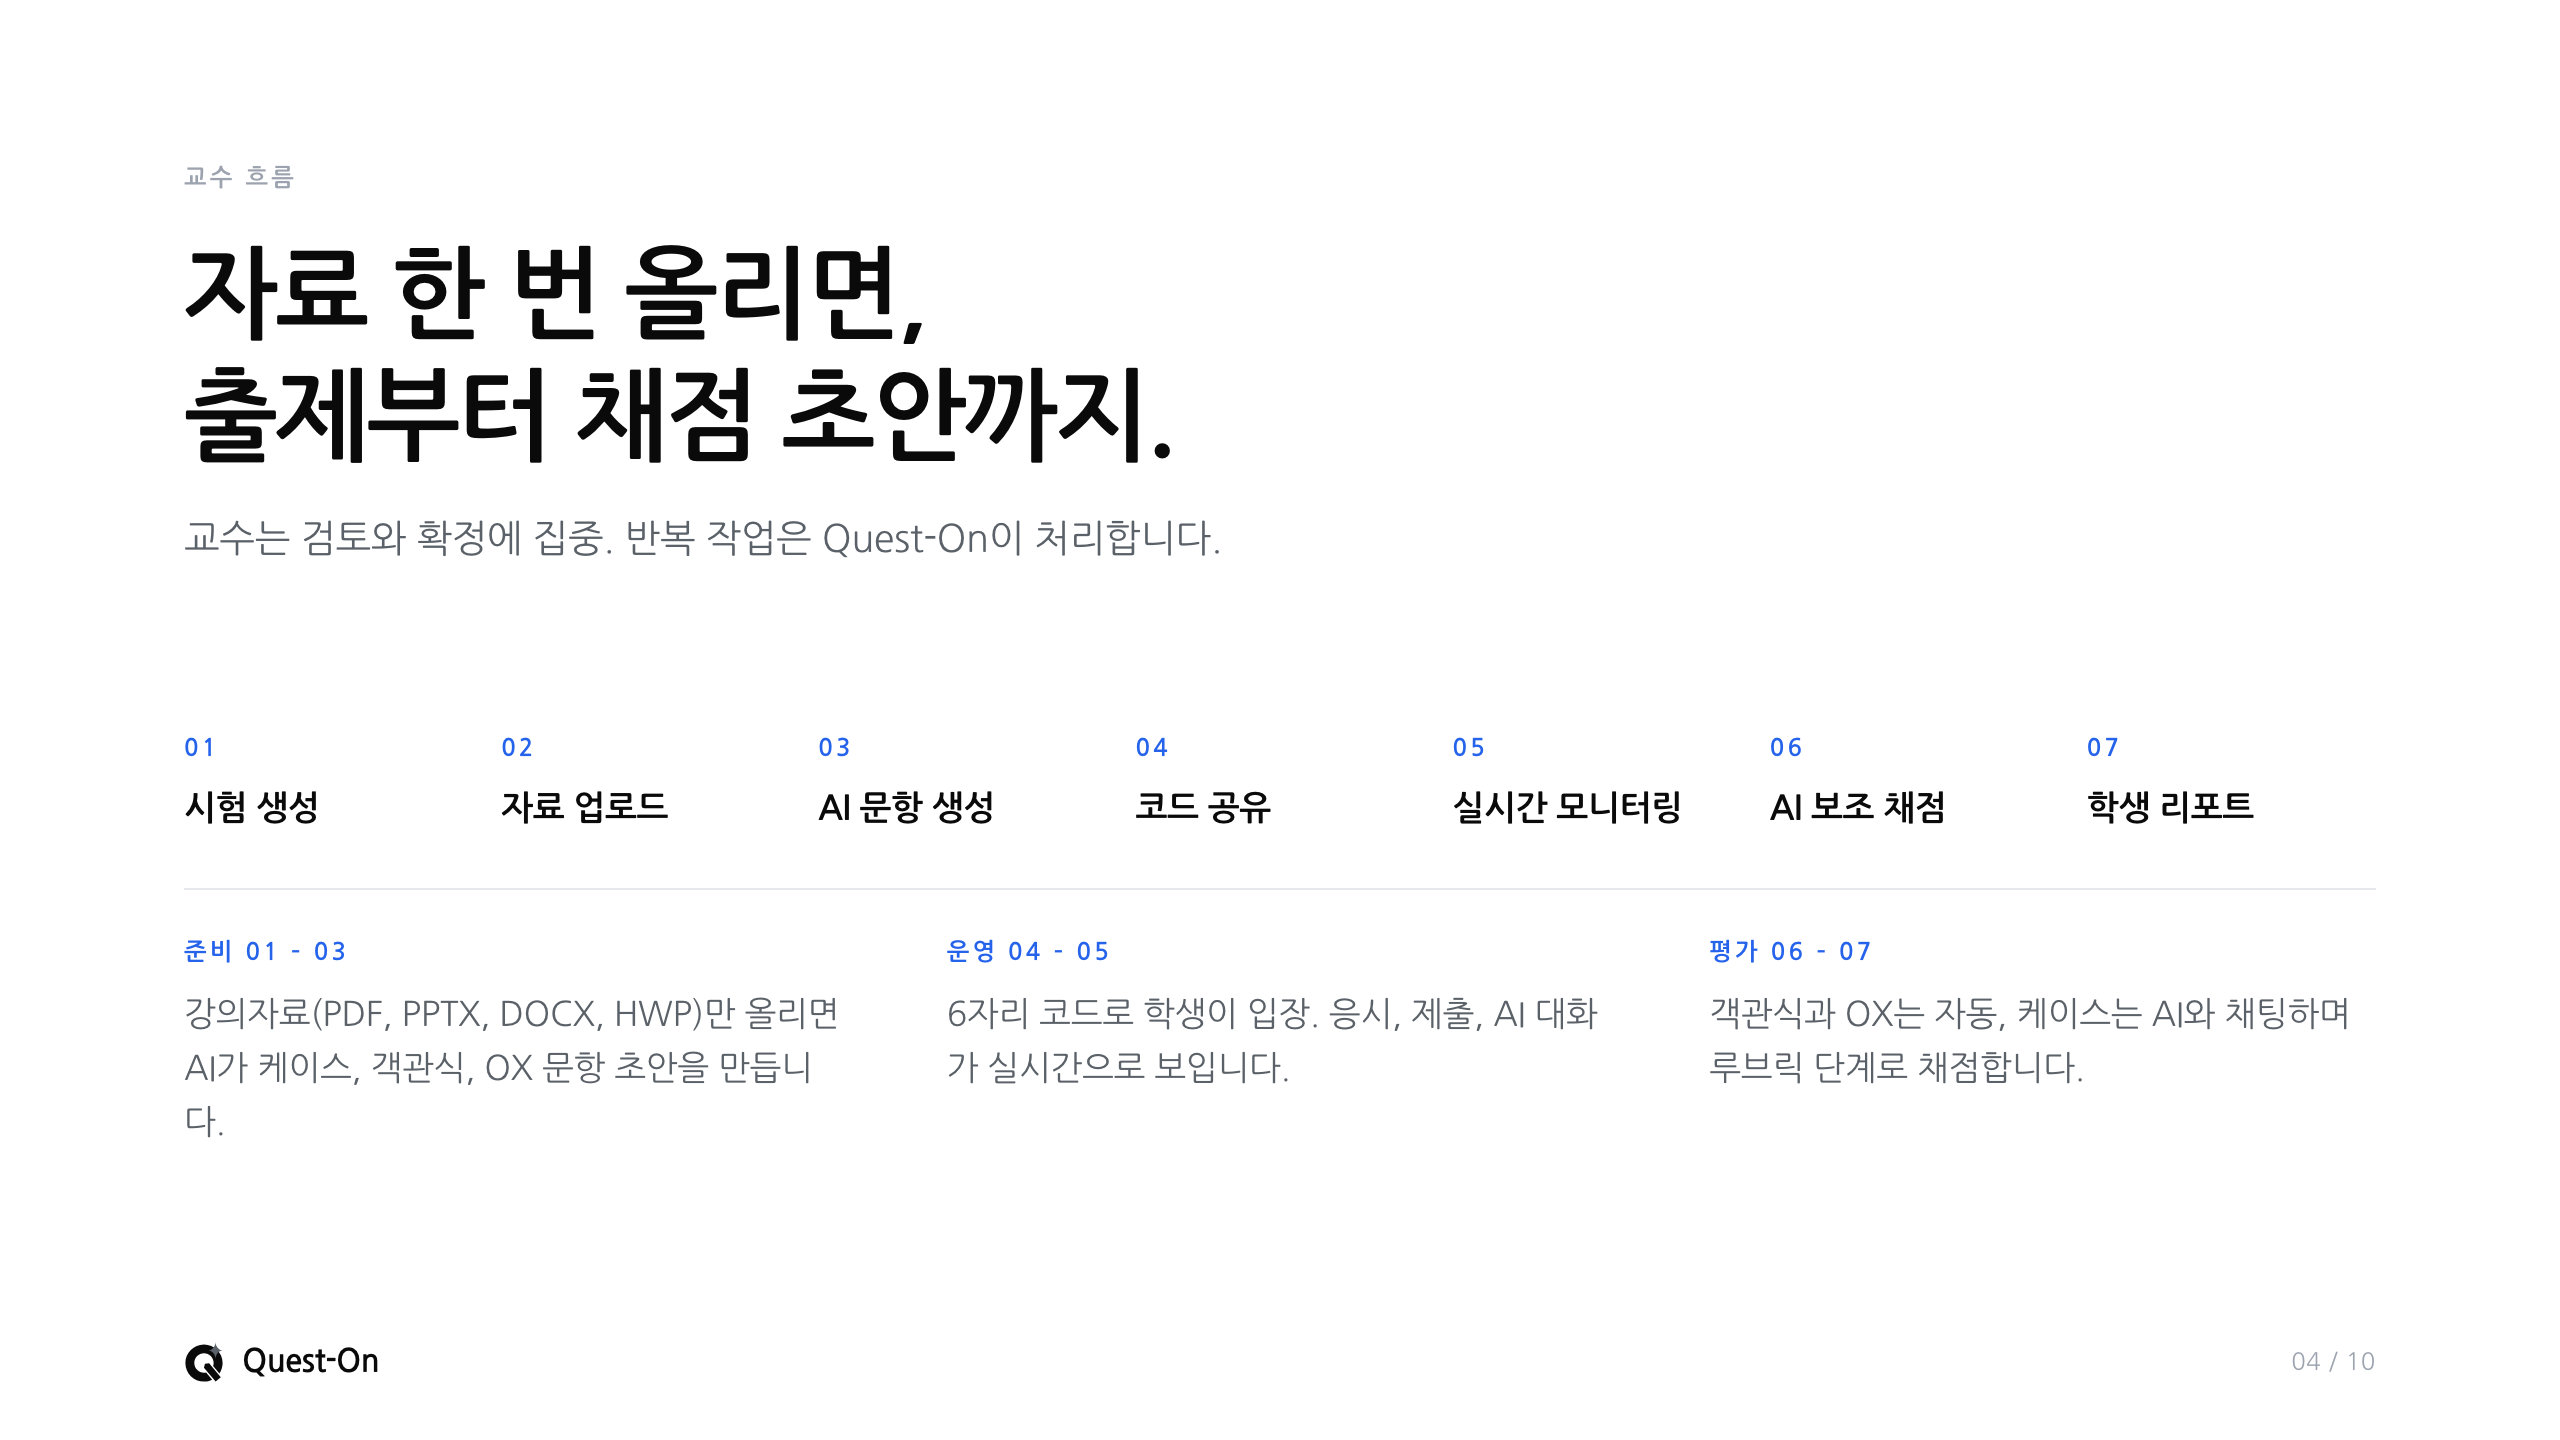 교수 흐름
자료 한 번 올리면,
출제부터 채점 초안까지.
교수는 검토와 확정에 집중. 반복 작업은 Quest-On이 처리합니다.
01
시험 생성
02
자료 업로드
03
AI 문항 생성
04
코드 공유
05
실시간 모니터링
06
AI 보조 채점
07
학생 리포트
준비 01 - 03
강의자료(PDF, PPTX, DOCX, HWP)만 올리면
AI가 케이스, 객관식, OX 문항 초안을 만듭니
다.
운영 04 - 05
6자리 코드로 학생이 입장. 응시, 제출, AI 대화
가 실시간으로 보입니다.
평가 06 - 07
객관식과 OX는 자동, 케이스는 AI와 채팅하며
루브릭 단계로 채점합니다.
Quest-On
04 / 10